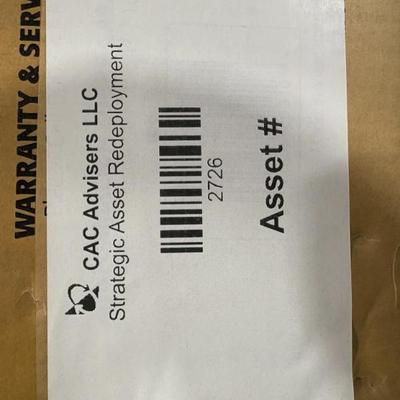 WARRANTY & SERV
CAC Advisers LLC
Strategic Asset Redeployment
2726
Asset #